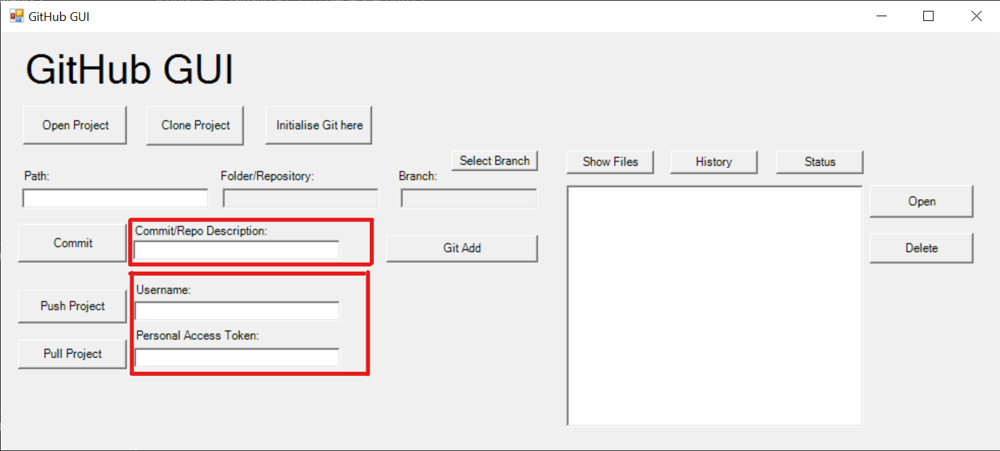 GitHub GUI
GitHub GUI
Open Project
Clone Project
Initialise Git here
Select Branch
Show Files
History
Status
Path:
Folder/Repository:
Branch:
Open
Commit
Commit/Repo Description:
Git Add
Delete
Push Project
Username:
Personal Access Token:
Pull Project